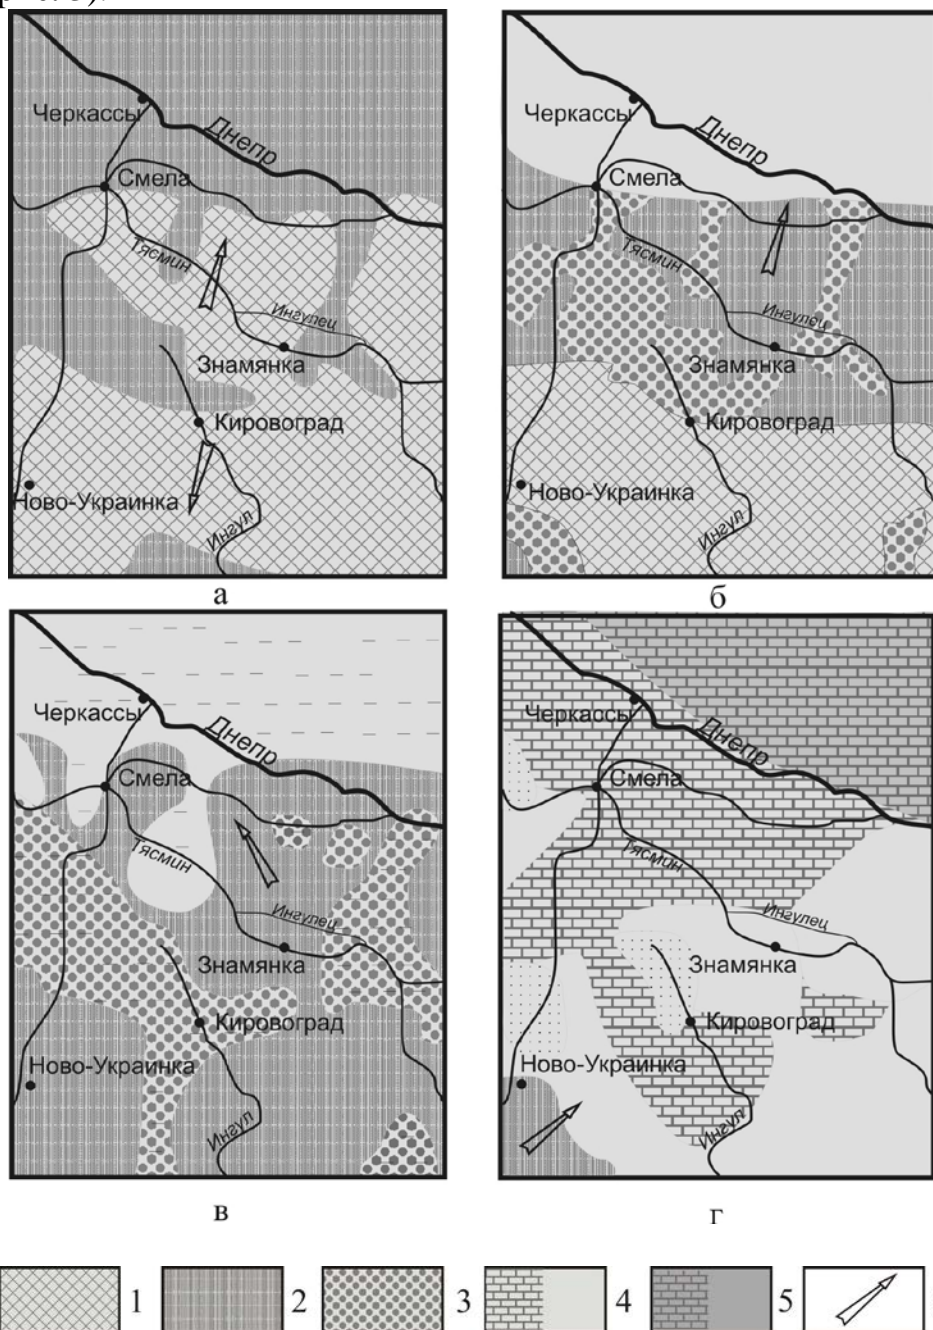 Черкассы
Днепр
Смела
Тясмин
Ингулец
Знамянка
Кировоград
Ново-Украинка
Ингул
а
Черкассы
Днепр
Смела
Тясмин
Ингулец
Знамянка
Кировоград
Ново-Украинка
Ингул
б
Черкассы
Днепр
Смела
Тясмин
Ингулец
Знамянка
Кировоград
Ново-Украинка
Ингул
в
Черкассы
Днепр
Смела
Тясмин
Ингулец
Знамянка
Кировоград
Ново-Украинка
Ингул
г
1 2 3 4 5